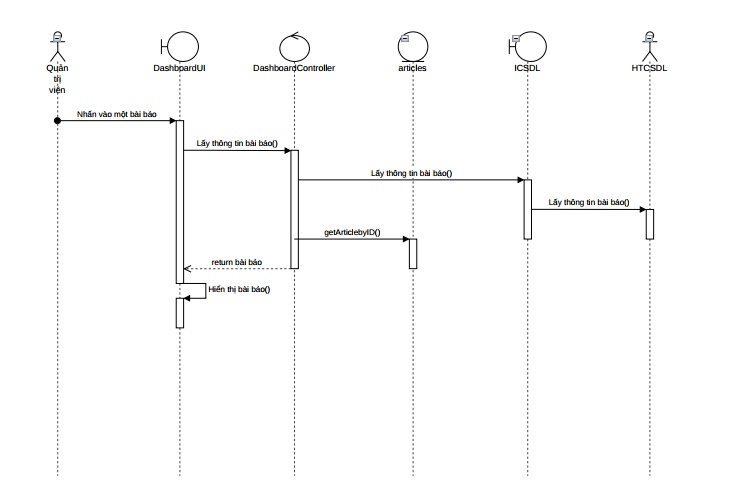 Quản
trị
viên
DashboardUI
DashboardController
articles
ICSDL
HTCSDL
Nhấn vào một bài báo
Lấy thông tin bài báo()
Lấy thông tin bài báo()
Lấy thông tin bài báo()
getArticlebyID()
return bài báo
Hiển thị bài báo()